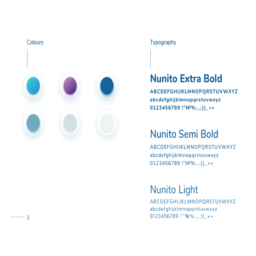 Colours
Typography
Nunito Extra Bold
ABCDEFGHIJKLMNOPQRSTUVWXYZ
abcdefghijklmnopqrstuvwxyz
0123456789 !"№%:,.;()_+=
Nunito Semi Bold
ABCDEFGHIJKLMNOPQRSTUVWXYZ
abcdefghijklmnopqrstuvwxyz
0123456789 !"№%:,.;()_+=
Nunito Light
ABCDEFGHIJKLMNOPQRSTUVWXYZ
abcdefghijklmnopqrstuvwxyz
0123456789 !"№%:,.;()_+=
1